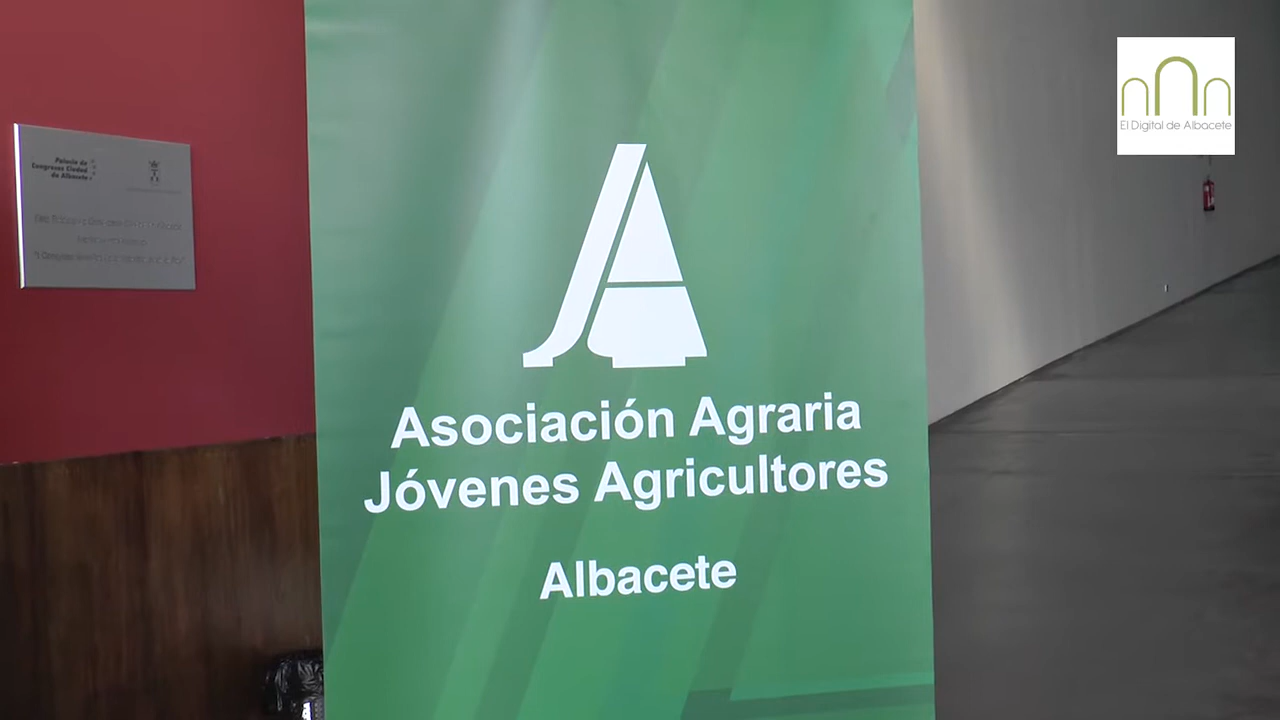 Palacio de
Congresos Ciudad
de Albacete
El Digital de Albacete
Asociación Agraria
Jóvenes Agricultores
Albacete